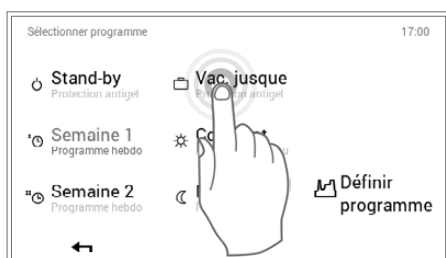 Sélectionner programme
17:00
Stand-by
Protection antigel
Vac. jusque
antigel
Semaine 1
Programme hebdo
Semaine 2
Programme hebdo
Définir
programme